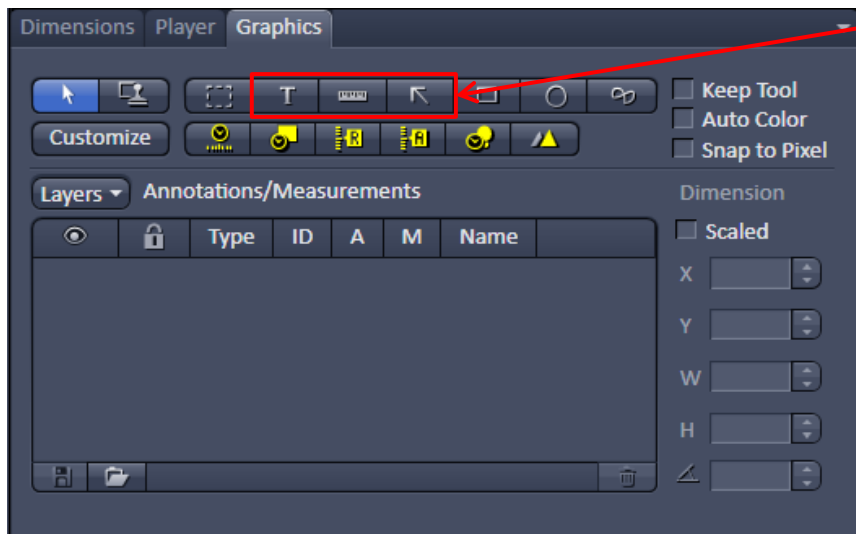 Dimensions Player Graphics
T
Keep Tool
Auto Color
Customize
R
A
Snap to Pixel
Layers Annotations/Measurements
Dimension
Type ID A M Name
Scaled
X
Y
W
H